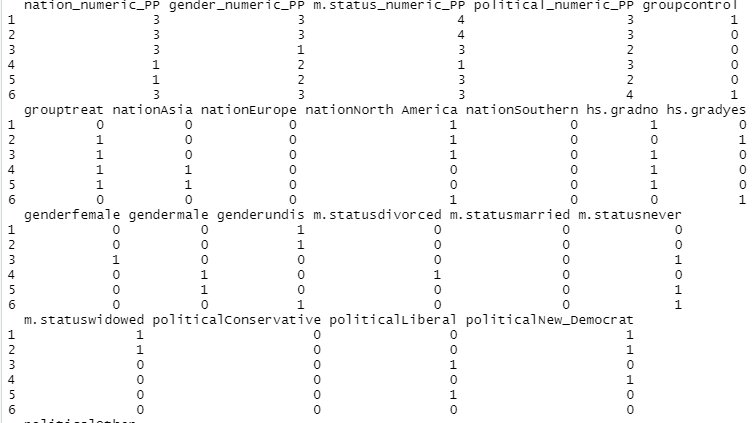 nation_numeric_PP gender_numeric_PP m.status_numeric_PP political_numeric_PP groupcontrol
1 3 3 4 3 1
2 3 3 4 3 0
3 3 1 3 2 0
4 1 2 1 3 0
5 1 2 3 2 0
6 3 3 3 4 1
grouptreat nationAsia nationEurope nationNorth America nationSouthern hs.gradno hs.gradyes
1 0 0 0 1 0 1 0
2 1 0 0 1 0 0 1
3 1 0 0 1 0 1 0
4 1 1 0 0 0 1 0
5 1 1 0 0 0 1 0
6 0 0 0 1 0 0 1
genderfemale gendermale genderundis m.statusdivorced m.statusmarried m.statusnever
1 0 0 1 0 0 0
2 0 0 1 0 0 0
3 1 0 0 0 0 1
4 0 1 0 1 0 0
5 0 1 0 0 0 1
6 0 0 1 0 0 1
m.statuswidowed politicalConservative politicalLiberal politicalNew_Democrat
1 1 0 0 1
2 1 0 0 1
3 0 0 1 0
4 0 0 0 1
5 0 0 1 0
6 0 0 0 0